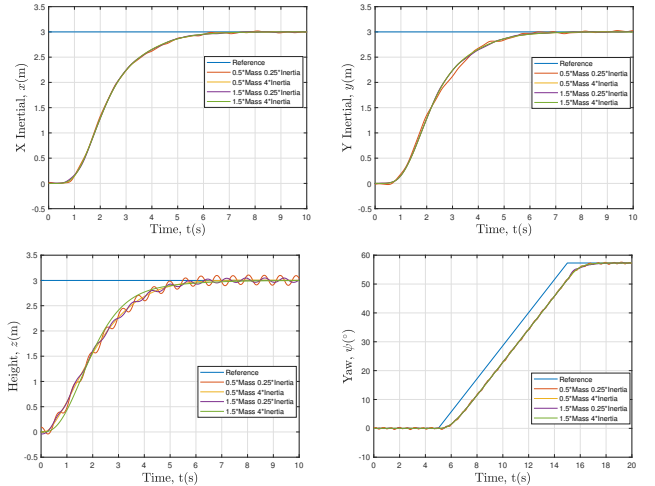 3.5
3
2.5
2
1.5
1
0.5
0
-0.5
X Inertial, x(m)
Reference
0.5*Mass 0.25*Inertia
0.5*Mass 4*Inertia
1.5*Mass 0.25*Inertia
1.5*Mass 4*Inertia
0 1 2 3 4 5 6 7 8 9 10
Time, t(s)
3.5
3
2.5
2
1.5
1
0.5
0
-0.5
Y Inertial, y(m)
Reference
0.5*Mass 0.25*Inertia
0.5*Mass 4*Inertia
1.5*Mass 0.25*Inertia
1.5*Mass 4*Inertia
0 1 2 3 4 5 6 7 8 9 10
Time, t(s)
3.5
3
2.5
2
1.5
1
0.5
0
-0.5
Height, z(m)
Reference
0.5*Mass 0.25*Inertia
0.5*Mass 4*Inertia
1.5*Mass 0.25*Inertia
1.5*Mass 4*Inertia
0 1 2 3 4 5 6 7 8 9 10
Time, t(s)
60
50
40
30
20
10
0
-10
Yaw, ψ(°)
Reference
0.5*Mass 0.25*Inertia
0.5*Mass 4*Inertia
1.5*Mass 0.25*Inertia
1.5*Mass 4*Inertia
0 2 4 6 8 10 12 14 16 18 20
Time, t(s)